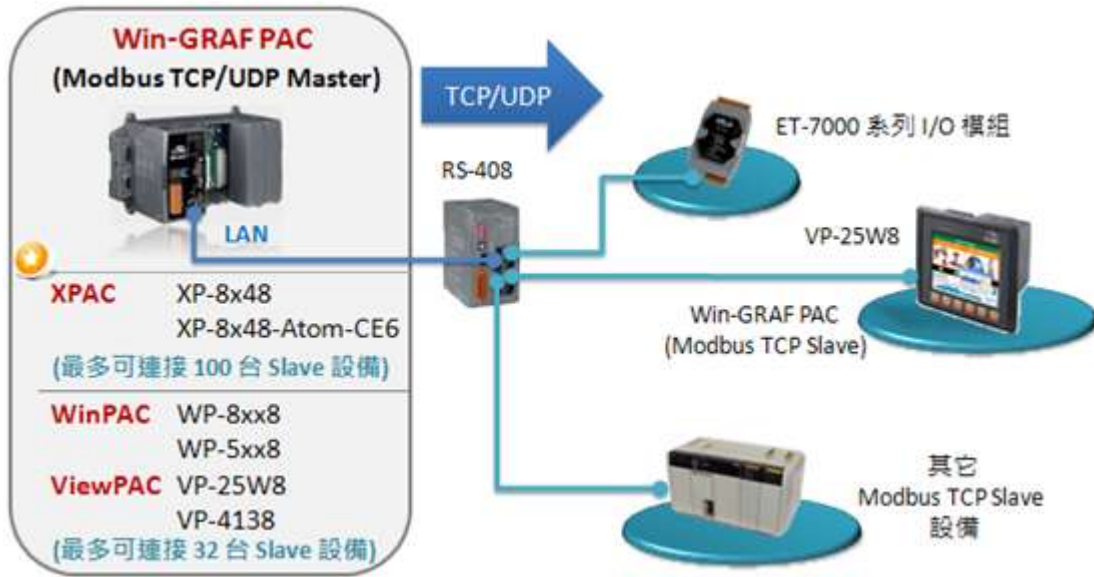 Win-GRAF PAC
(Modbus TCP/UDP Master)
LAN
XPAC XP-8x48
XP-8x48-Atom-CE6
(最多可連接 100 台 Slave 設備)
WinPAC WP-8xx8
WP-5xx8
ViewPAC VP-25W8
VP-4138
(最多可連接 32 台 Slave 設備)
TCP/UDP
RS-408
ET-7000 系列 I/O 模組
VP-25W8
Win-GRAF PAC
(Modbus TCP Slave)
其它
Modbus TCP Slave
設備